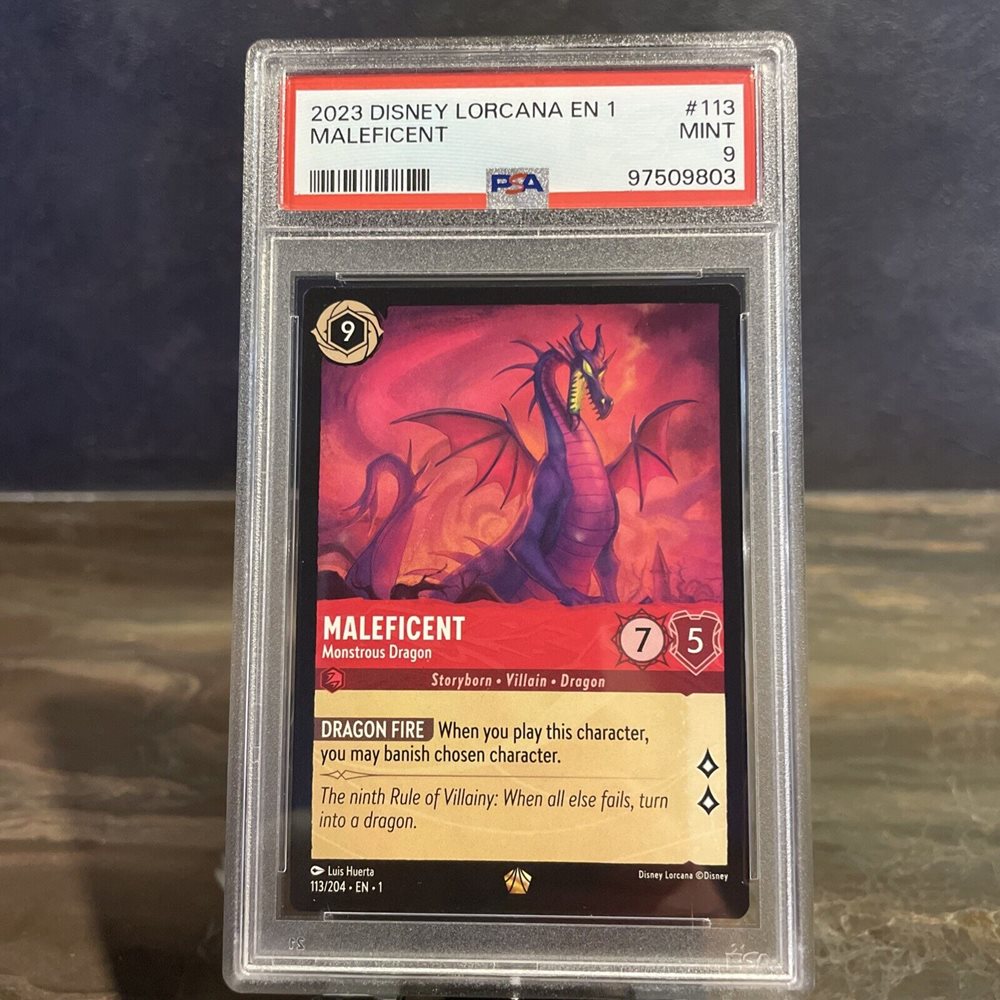 2023 DISNEY LORCANA EN 1 #113
MALEFICENT MINT
9
PSA 97509803
9
MALEFICENT
Monstrous Dragon
7 5
Storyborn • Villain • Dragon
DRAGON FIRE When you play this character,
you may banish chosen character.
The ninth Rule of Villainy: When all else fails, turn
into a dragon.
Luis Huerta
113/204 • EN • 1
Disney Lorcana ©Disney